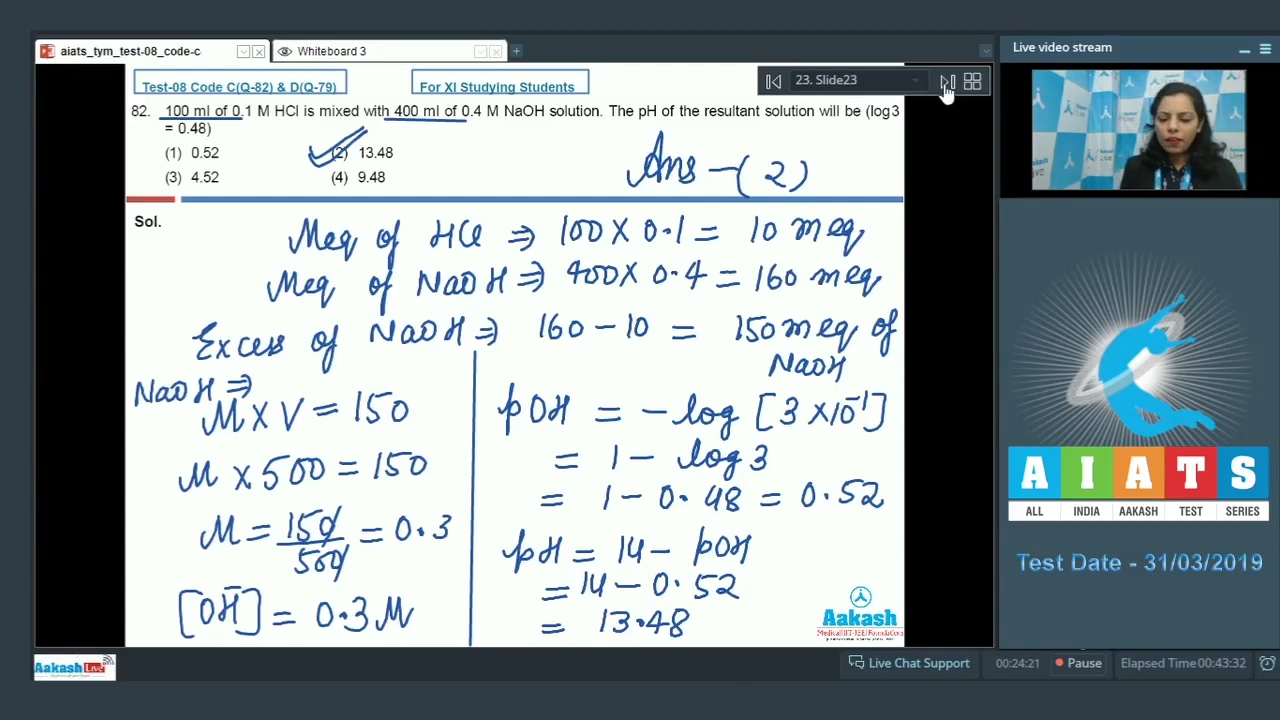 aiats_tym_test-08_code-c
Whiteboard 3
Live video stream
Test-08 Code C(Q-82) & D(Q-79)
For XI Studying Students
23. Slide23
82. 100 ml of 0.1 M HCl is mixed with 400 ml of 0.4 M NaOH solution. The pH of the resultant solution will be (log3
= 0.48)
(1) 0.52
(2) 13.48
(3) 4.52
(4) 9.48
Ans - (2)
Sol.
Meq of HCl ⇒ 100 X 0.1 = 10 meq
Meq of NaOH ⇒ 400 X 0.4 = 160 meq
Excess of NaOH ⇒ 160 - 10 = 150 meq of
NaOH
NaOH ⇒
M X V = 150
M X 500 = 150
M = 150/500 = 0.3
[OH⁻] = 0.3 M
pOH = - log [3 X 10⁻¹]
= 1 - log 3
= 1 - 0.48 = 0.52
pH = 14 - pOH
= 14 - 0.52
= 13.48
Aakash
Medical|IIT-JEE|Foundations
A I A T S
ALL INDIA AAKASH TEST SERIES
Test Date - 31/03/2019
Aakash Live
Live Chat Support
00:24:21
Pause
Elapsed Time 00:43:32